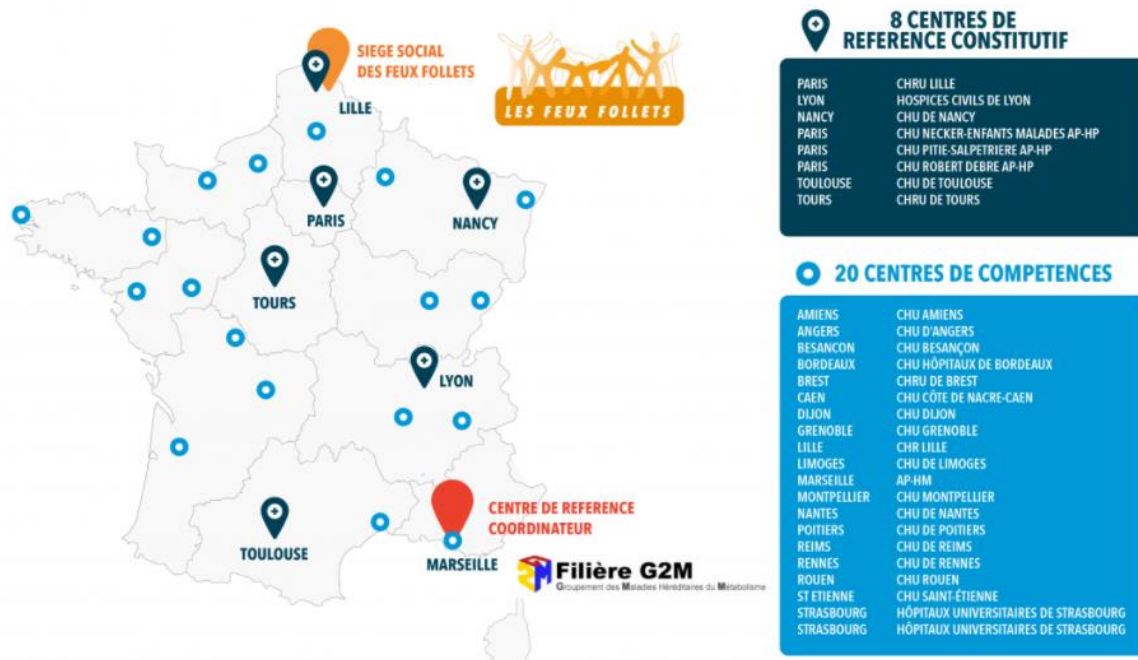 SIEGE SOCIAL
DES FEUX FOLLETS
LILLE
LES FEUX FOLLETS
PARIS
NANCY
TOURS
LYON
CENTRE DE REFERENCE
COORDINATEUR
TOULOUSE
MARSEILLE
Filière G2M
Groupement des Maladies Héréditaires du Métabolisme
8 CENTRES DE
REFERENCE CONSTITUTIF
PARIS CHRU LILLE
LYON HOSPICES CIVILS DE LYON
NANCY CHU DE NANCY
PARIS CHU NECKER-ENFANTS MALADES AP-HP
PARIS CHU PITIE-SALPETRIERE AP-HP
PARIS CHU ROBERT DEBRE AP-HP
TOULOUSE CHU DE TOULOUSE
TOURS CHRU DE TOURS
20 CENTRES DE COMPETENCES
AMIENS CHU AMIENS
ANGERS CHU D'ANGERS
BESANCON CHU BESANÇON
BORDEAUX CHU HÔPITAUX DE BORDEAUX
BREST CHRU DE BREST
CAEN CHU CÔTE DE NACRE-CAEN
DIJON CHU DIJON
GRENOBLE CHU GRENOBLE
LILLE CHR LILLE
LIMOGES CHU DE LIMOGES
MARSEILLE AP-HM
MONTPELLIER CHU MONTPELLIER
NANTES CHU DE NANTES
POITIERS CHU DE POITIERS
REIMS CHU DE REIMS
RENNES CHU DE RENNES
ROUEN CHU ROUEN
ST ETIENNE CHU SAINT-ÉTIENNE
STRASBOURG HÔPITAUX UNIVERSITAIRES DE STRASBOURG
STRASBOURG HÔPITAUX UNIVERSITAIRES DE STRASBOURG